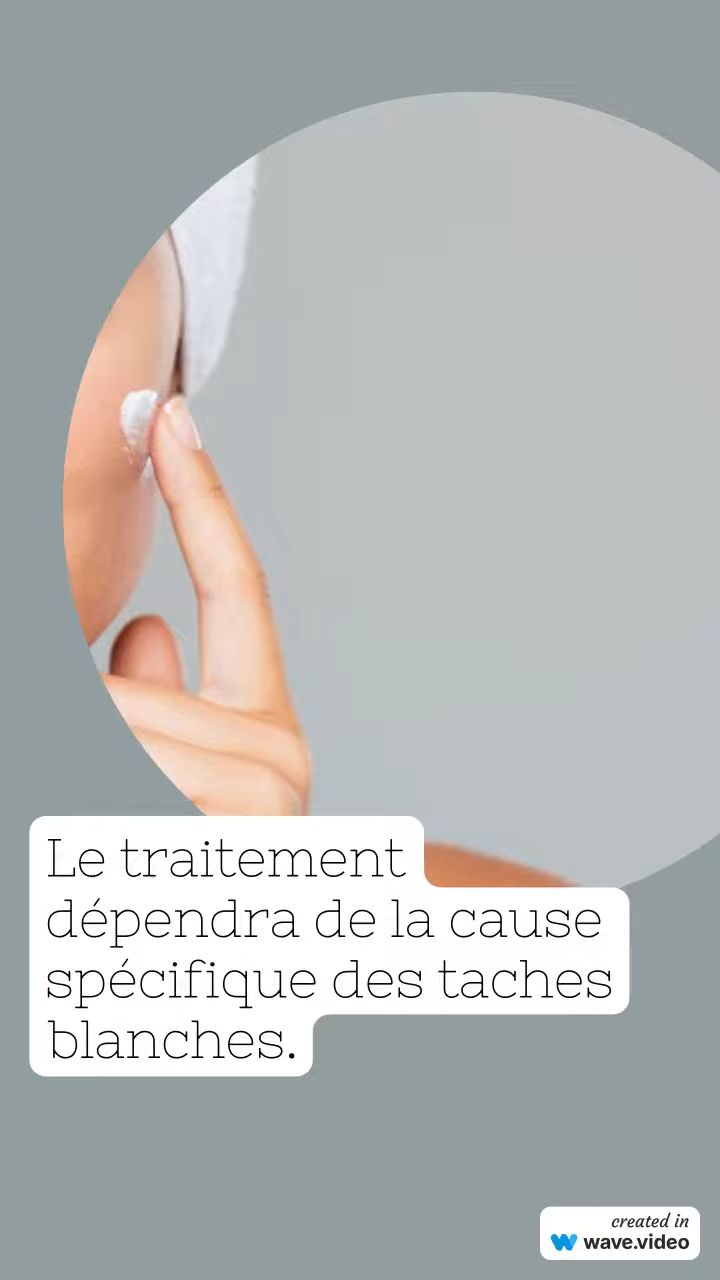 Le traitement
dépendra de la cause
spécifique des taches
blanches.
created in
wave.video